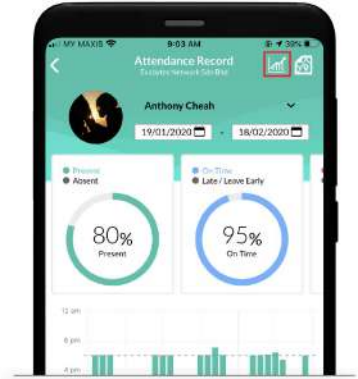 MY MAXIS 9:03 AM 39%
Attendance Record
Exabytes Network Sdn Bhd
Anthony Cheah
19/01/2020 - 18/02/2020
Present
Absent
On Time
Late / Leave Early
80%
Present
95%
On Time
12 pm
8 pm
4 pm